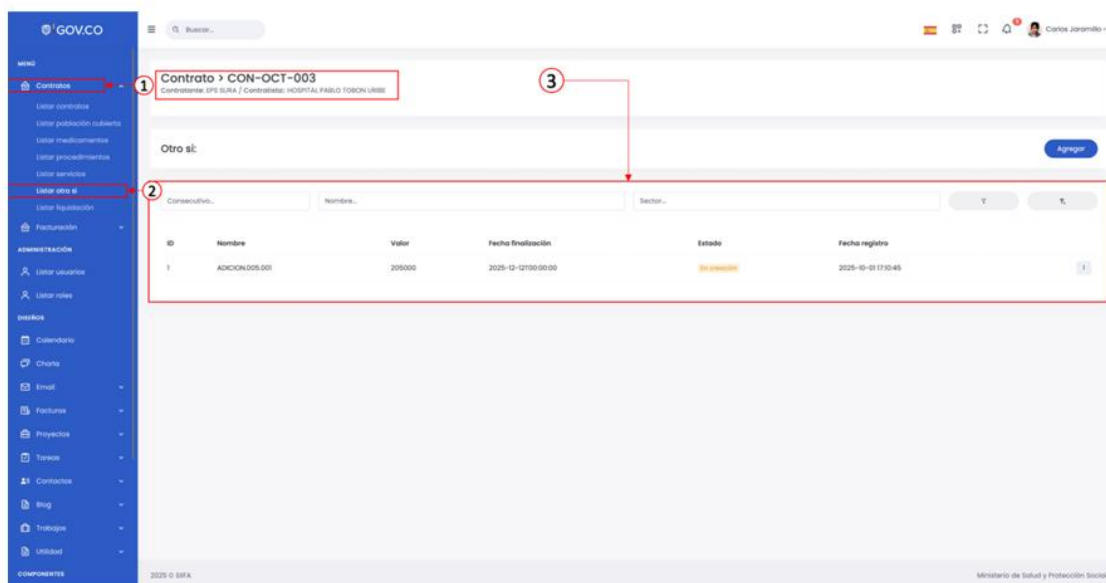 GOV.CO
Buscar...
Carlos Jaramillo
MENÚ
Contratos
Listar contratos
Listar población cubierta
Listar medicamentos
Listar procedimientos
Listar servicios
Listar otro si
Listar liquidación
Facturación
ADMINISTRACIÓN
Listar usuarios
Listar roles
DISEÑOS
Calendario
Charla
Email
Facturas
Proyectos
Tareas
Contactos
Blog
Trabajos
Utilidad
COMPONENTES
1
Contrato > CON-OCT-003
Contratante: EPS SURA / Contratista: HOSPITAL PABLO TOBON URIBE
3
Otro si:
Agregar
2
Consecutivo... Nombre... Sector...
ID Nombre Valor Fecha finalización Estado Fecha registro
1 ADICION.005.001 205000 2025-12-12T00:00:00 En creación 2025-10-01 17:10:45
2025 © SIIFA.
Ministerio de Salud y Protección Social